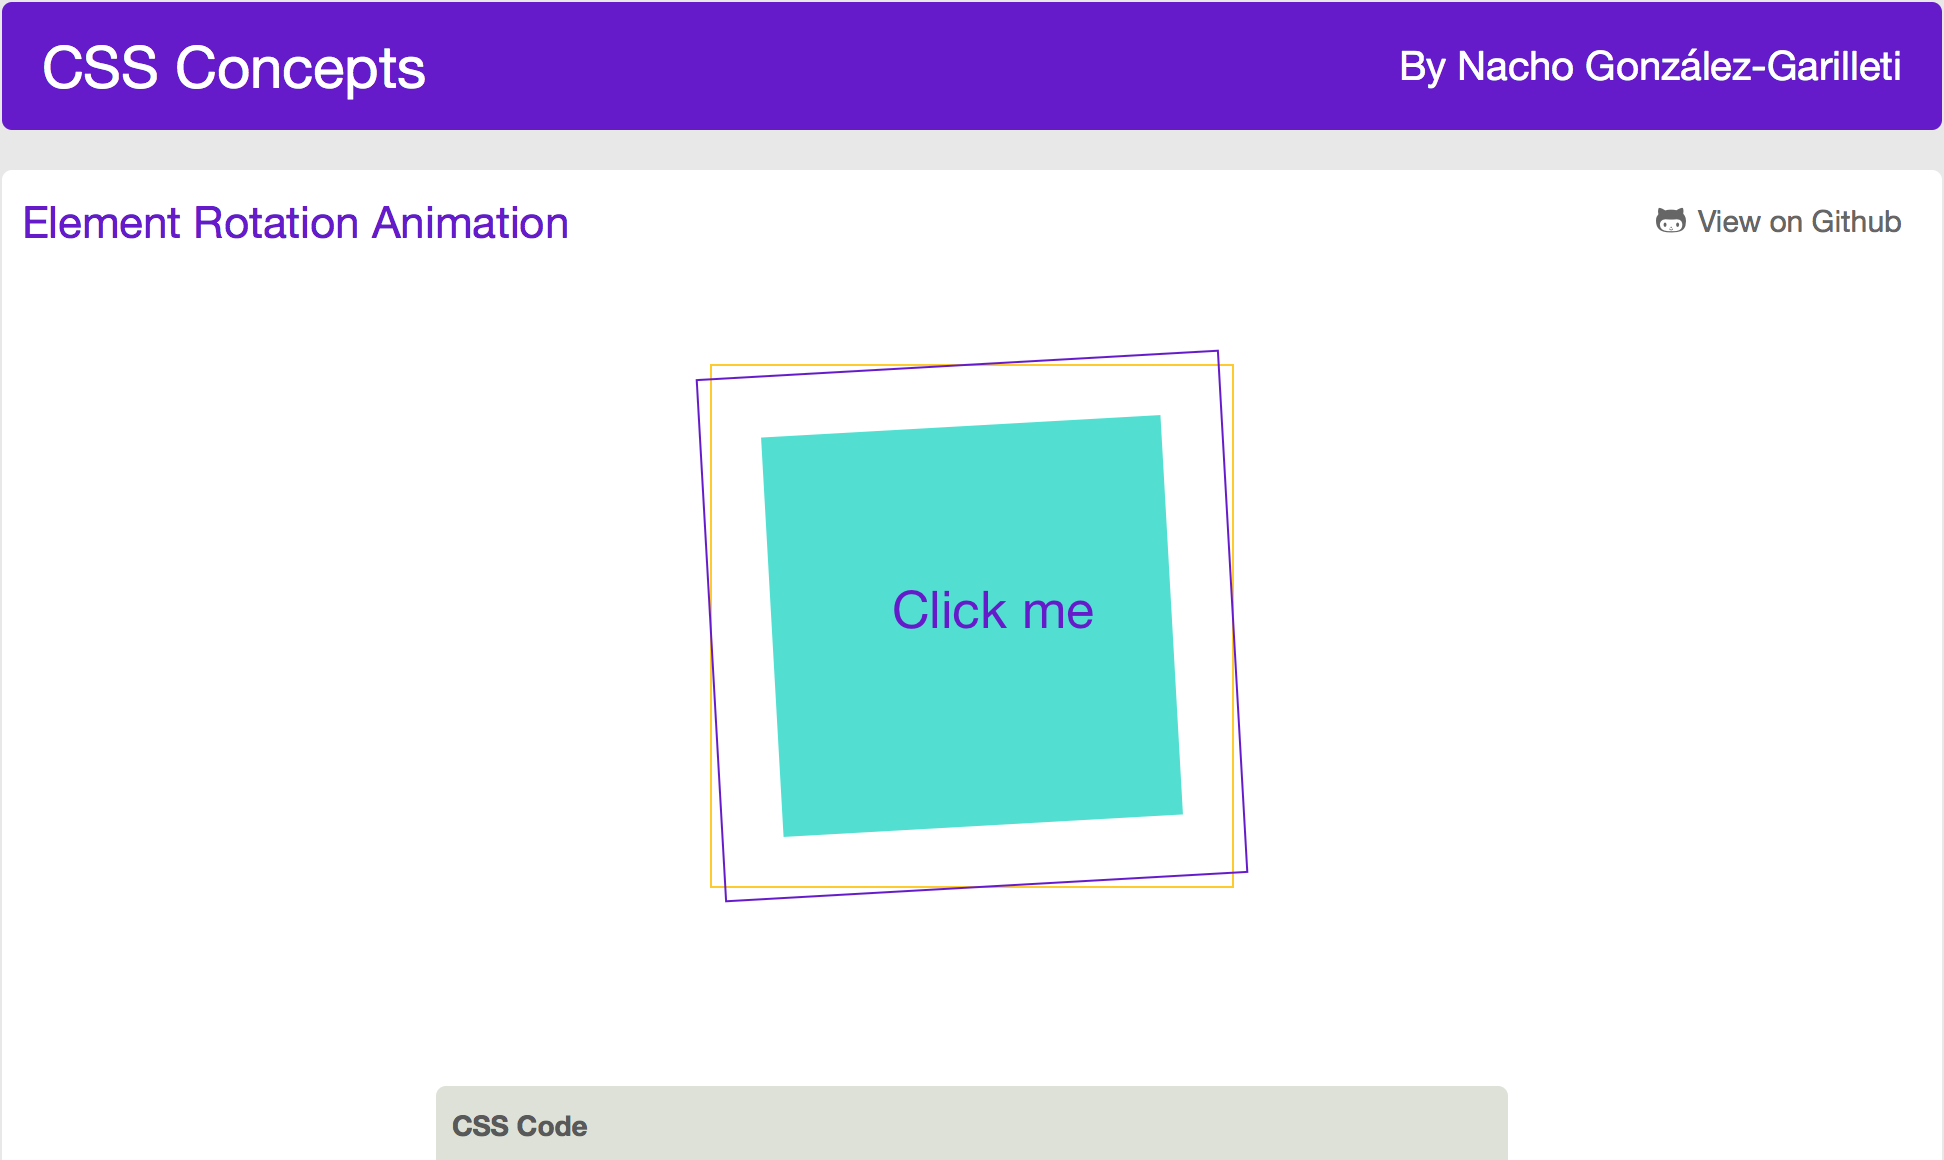 CSS Concepts
By Nacho González-Garilleti
Element Rotation Animation
View on Github
Click me
CSS Code